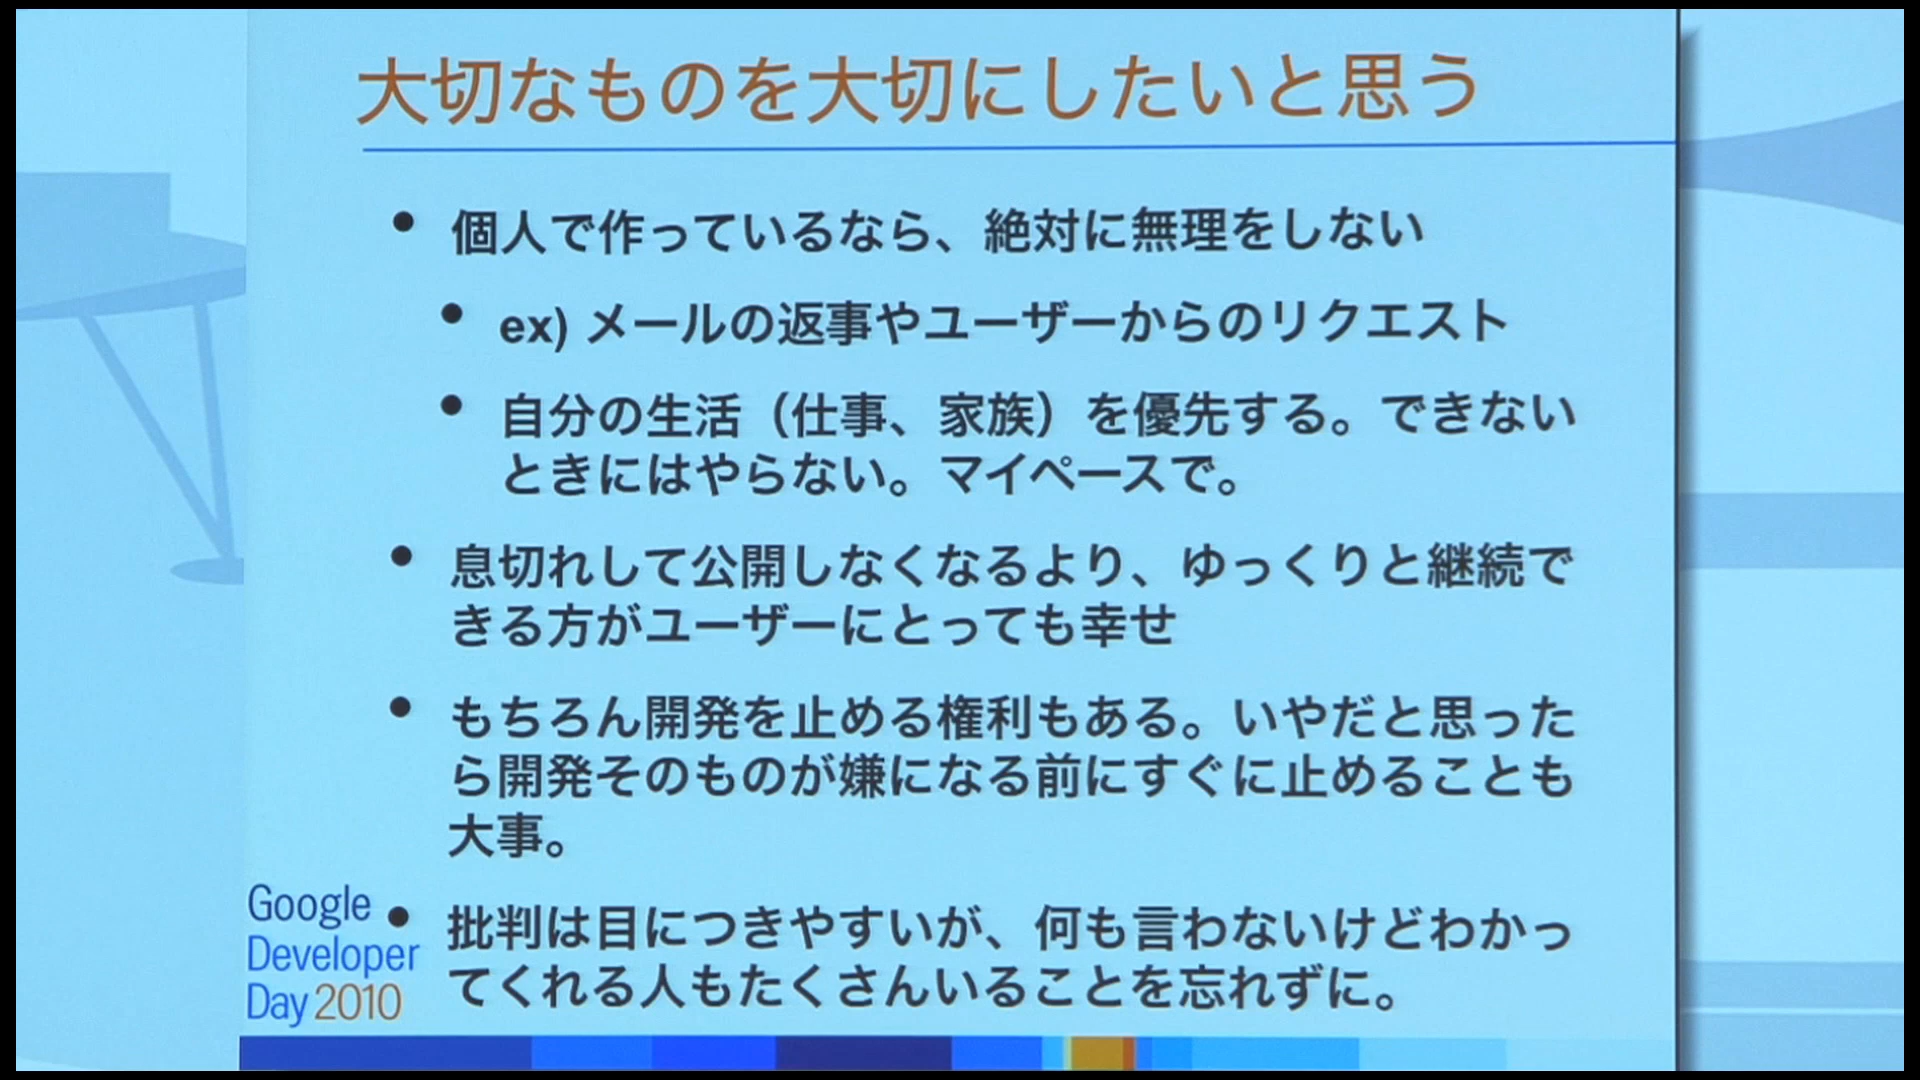 大切なものを大切にしたいと思う
• 個人で作っているなら、絶対に無理をしない
• ex) メールの返事やユーザーからのリクエスト
• 自分の生活（仕事、家族）を優先する。できない
ときにはやらない。マイペースで。
• 息切れして公開しなくなるより、ゆっくりと継続で
きる方がユーザーにとっても幸せ
• もちろん開発を止める権利もある。いやだと思った
ら開発そのものが嫌になる前にすぐに止めることも
大事。
• 批判は目につきやすいが、何も言わないけどわかっ
てくれる人もたくさんいることを忘れずに。
Google
Developer
Day 2010